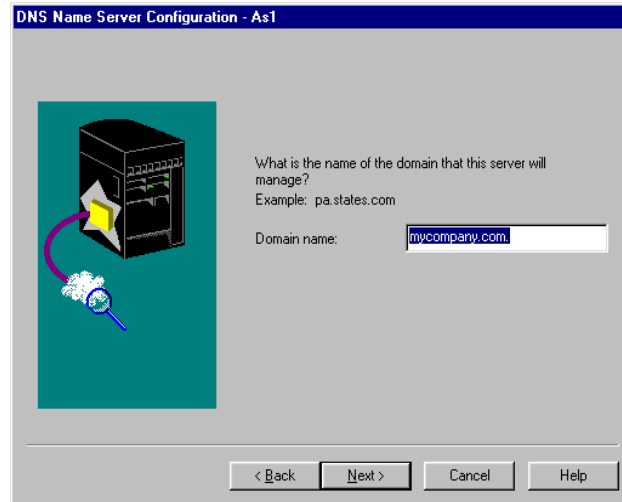 DNS Name Server Configuration - As1
What is the name of the domain that this server will
manage?
Example: pa.states.com
Domain name:
mycompany.com.
< Back
Next >
Cancel
Help